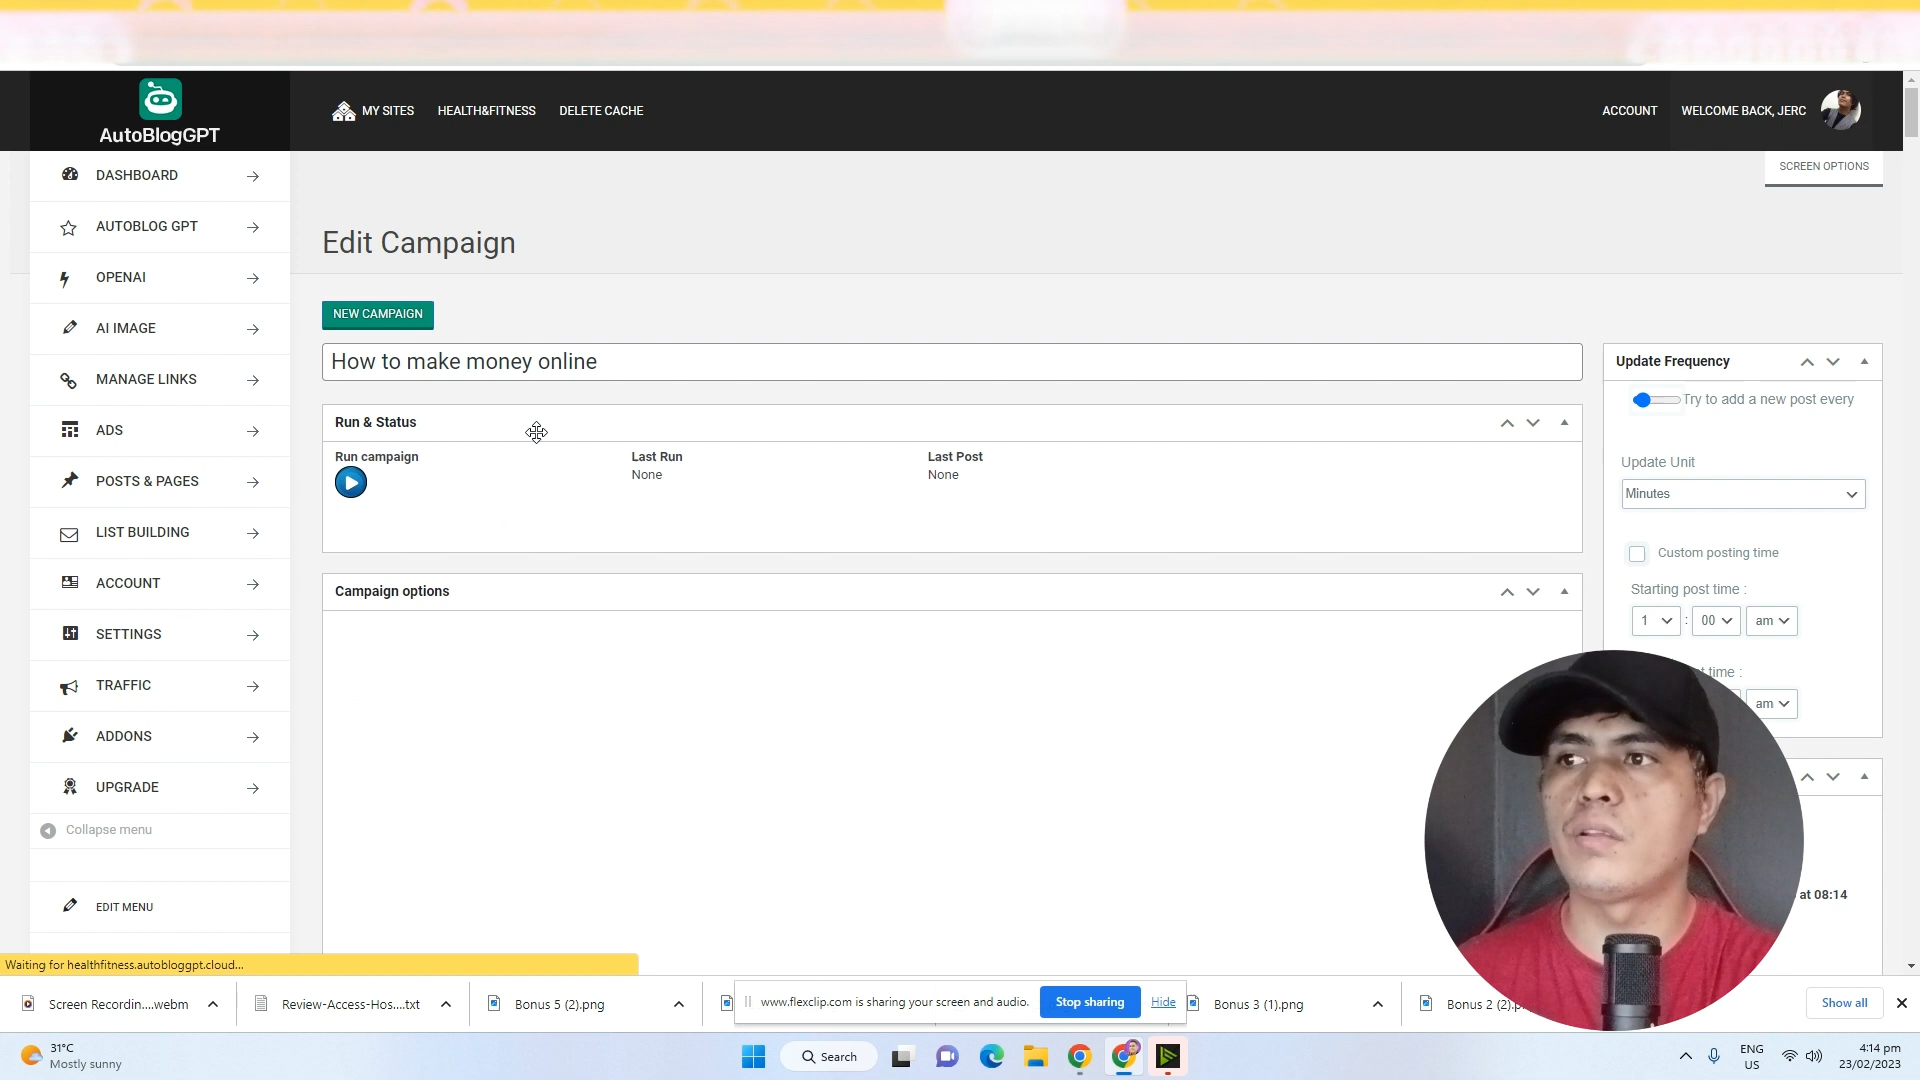 AutoBlogGPT
MY SITES
HEALTH&FITNESS
DELETE CACHE
ACCOUNT
WELCOME BACK, JERC
SCREEN OPTIONS
DASHBOARD
AUTOBLOG GPT
OPENAI
AI IMAGE
MANAGE LINKS
ADS
POSTS & PAGES
LIST BUILDING
ACCOUNT
SETTINGS
TRAFFIC
ADDONS
UPGRADE
Collapse menu
EDIT MENU
Edit Campaign
NEW CAMPAIGN
How to make money online
Run & Status
Run campaign
Last Run
None
Last Post
None
Campaign options
Update Frequency
Try to add a new post every
Update Unit
Minutes
Custom posting time
Starting post time :
1 : 00 am
t time :
am
at 08:14
Waiting for healthfitness.autobloggpt.cloud...
Screen Recordin....webm
Review-Access-Hos....txt
Bonus 5 (2).png
www.flexclip.com is sharing your screen and audio.
Stop sharing
Hide
Bonus 3 (1).png
Bonus 2 (2).p
Show all
31°C
Mostly sunny
Search
ENG
US
4:14 pm
23/02/2023